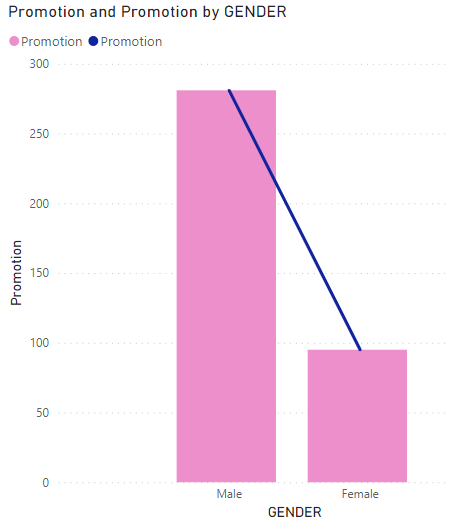 Promotion and Promotion by GENDER
Promotion Promotion
300
250
200
150
100
50
0
Promotion
Male Female
GENDER